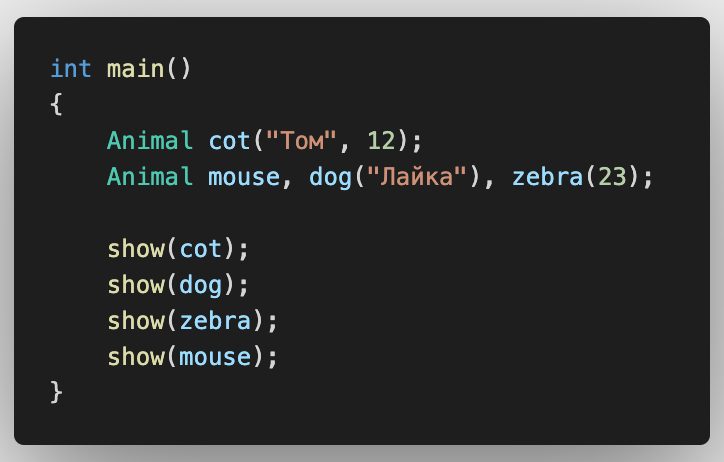 int main()
{
    Animal cot("Том", 12);
    Animal mouse, dog("Лайка"), zebra(23);

    show(cot);
    show(dog);
    show(zebra);
    show(mouse);
}